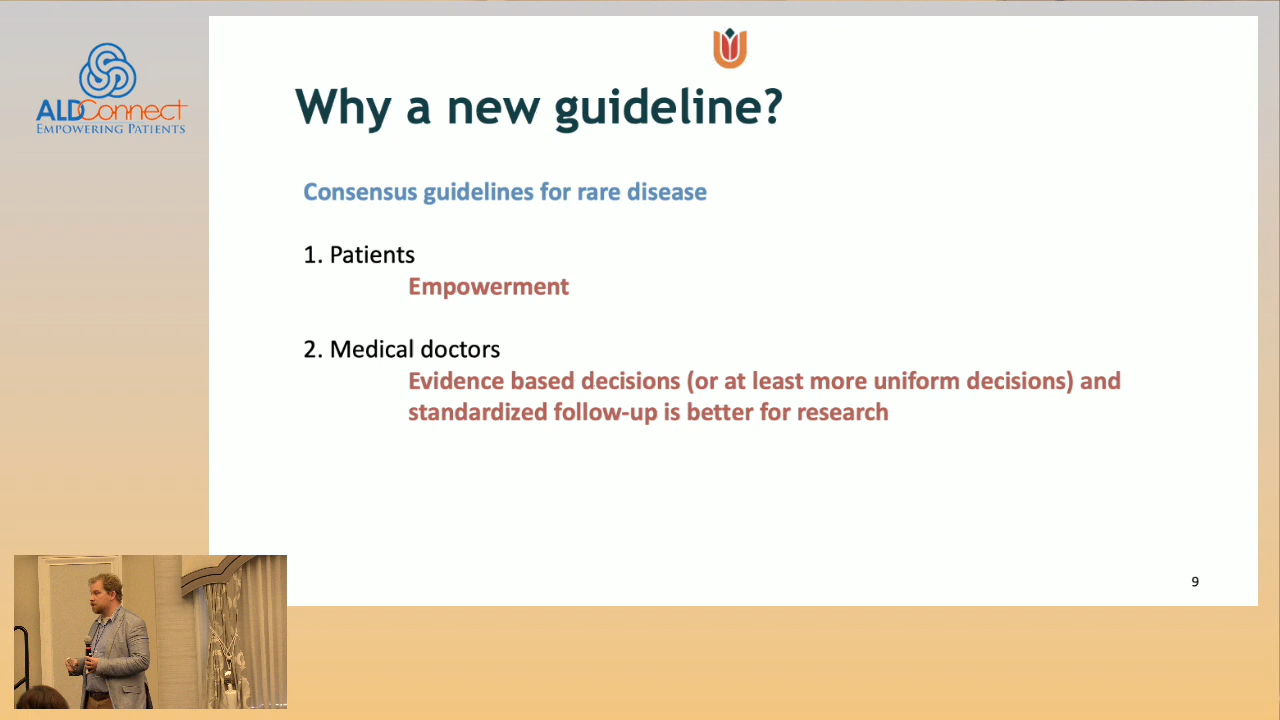 ALDConnect
EMPOWERING PATIENTS
Why a new guideline?
Consensus guidelines for rare disease
1. Patients
Empowerment
2. Medical doctors
Evidence based decisions (or at least more uniform decisions) and
standardized follow-up is better for research
9